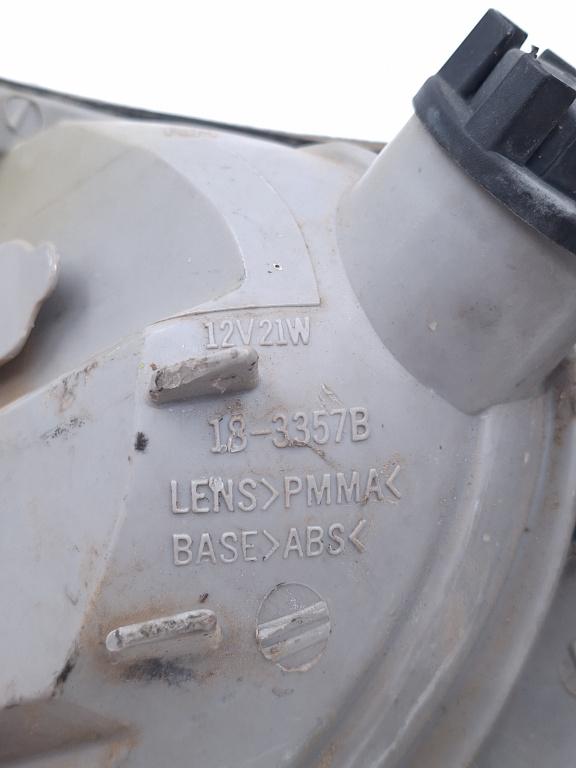 12V21W
18-3357B
LENS>PMMA<
BASE>ABS<